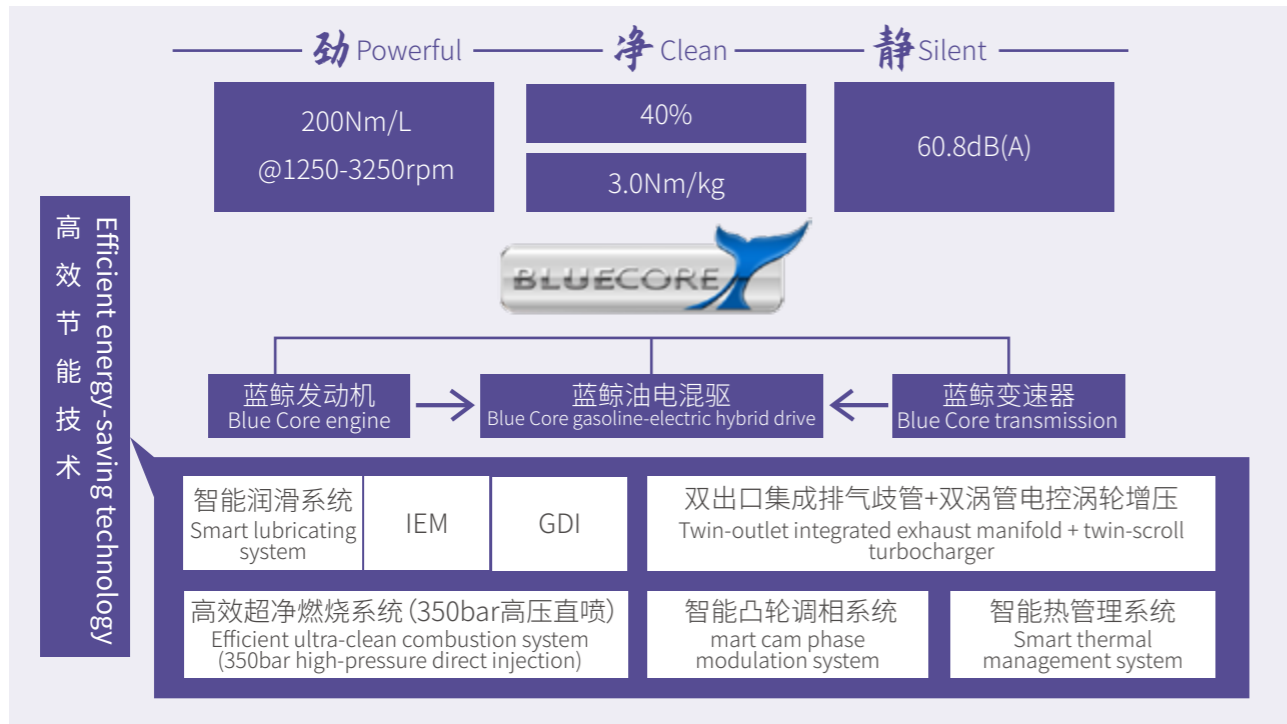 劲 Powerful
净 Clean
静 Silent
200Nm/L
@1250-3250rpm
40%
3.0Nm/kg
60.8dB(A)
BLUECORE
高效节能技术
Efficient energy-saving technology
蓝鲸发动机
Blue Core engine
蓝鲸油电混驱
Blue Core gasoline-electric hybrid drive
蓝鲸变速器
Blue Core transmission
智能润滑系统
Smart lubricating
system
IEM
GDI
双出口集成排气歧管+双涡管电控涡轮增压
Twin-outlet integrated exhaust manifold + twin-scroll
turbocharger
高效超净燃烧系统（350bar高压直喷）
Efficient ultra-clean combustion system
(350bar high-pressure direct injection)
智能凸轮调相系统
mart cam phase
modulation system
智能热管理系统
Smart thermal
management system